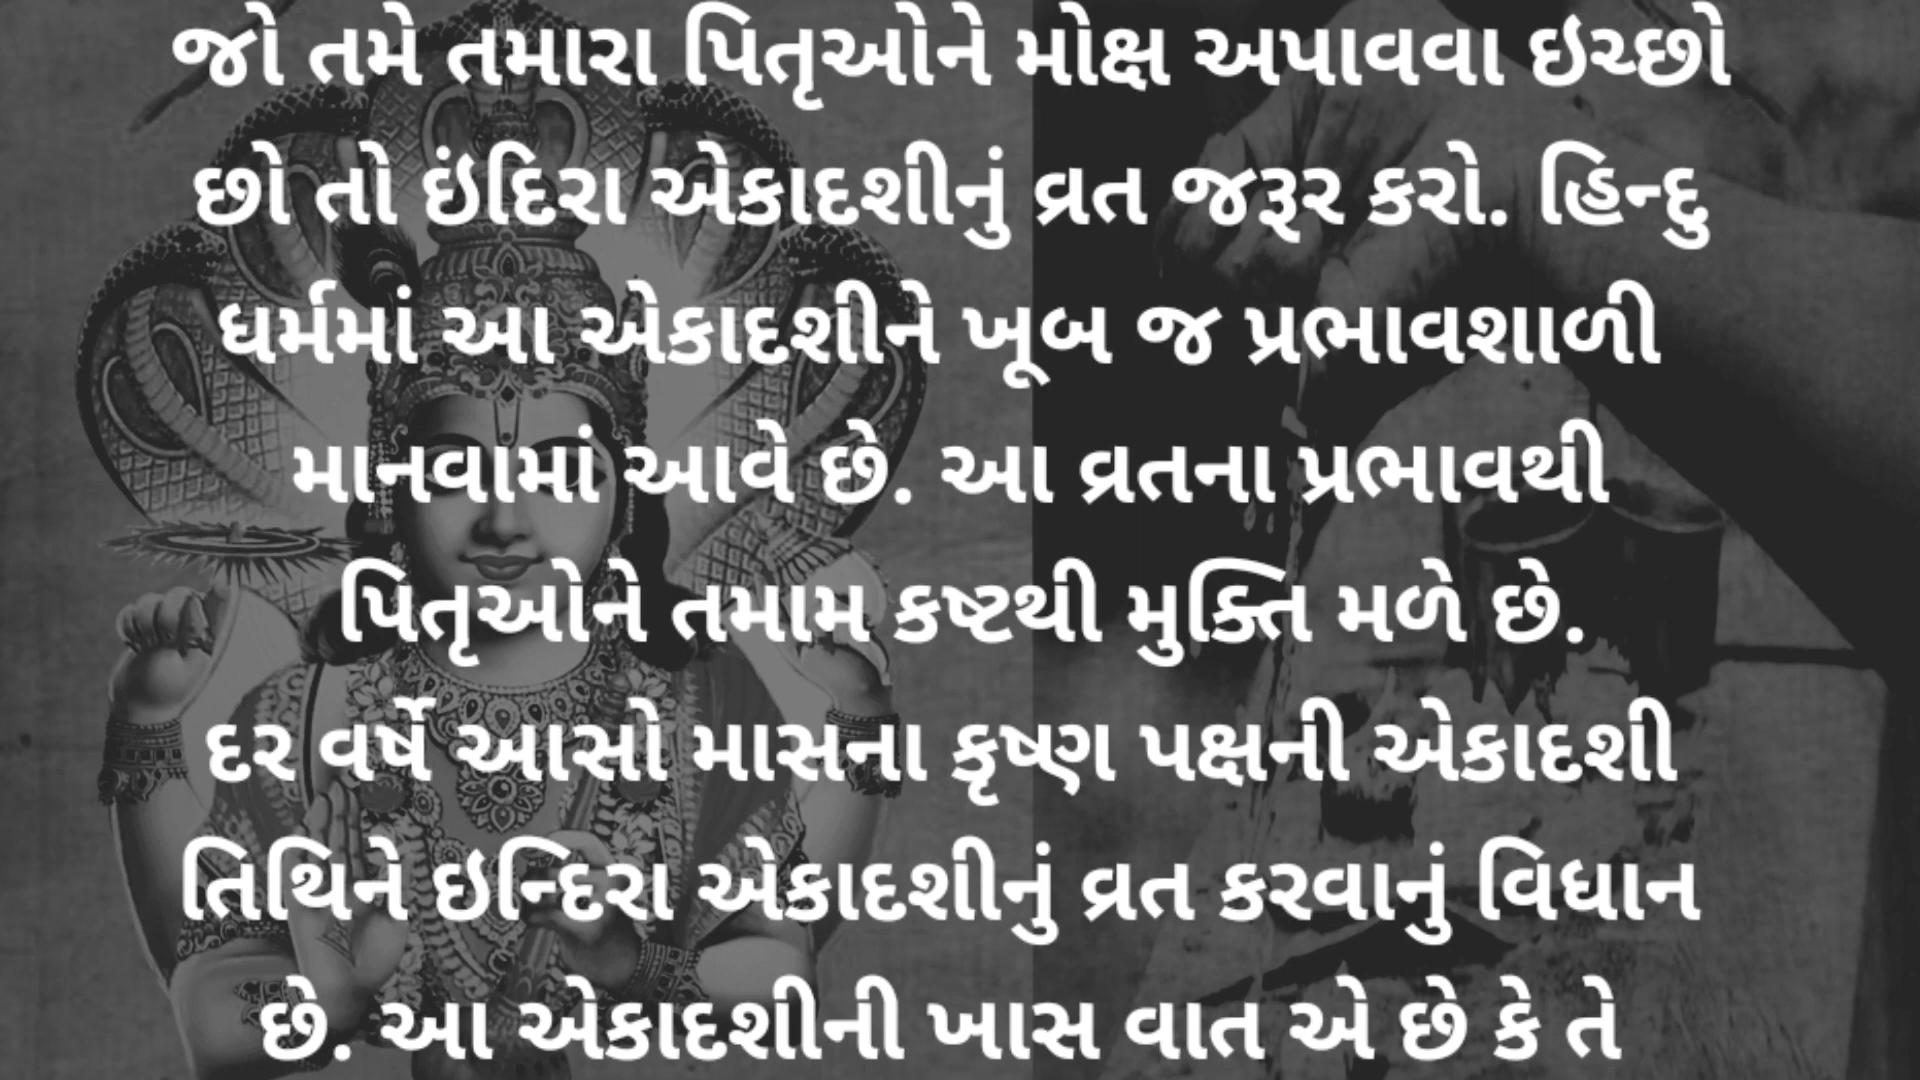 જો તમે તમારા પિતૃઓને મોક્ષ અપાવવા ઇચ્છો
છો તો ઇંદિરા એકાદશીનું વ્રત જરૂર કરો. હિન્દુ
ધર્મમાં આ એકાદશીને ખૂબ જ પ્રભાવશાળી
માનવામાં આવે છે. આ વ્રતના પ્રભાવથી
પિતૃઓને તમામ કષ્ટથી મુક્તિ મળે છે.
દર વર્ષે આસો માસના કૃષ્ણ પક્ષની એકાદશી
તિથિને ઇન્દિરા એકાદશીનું વ્રત કરવાનું વિધાન
છે. આ એકાદશીની ખાસ વાત એ છે કે તે